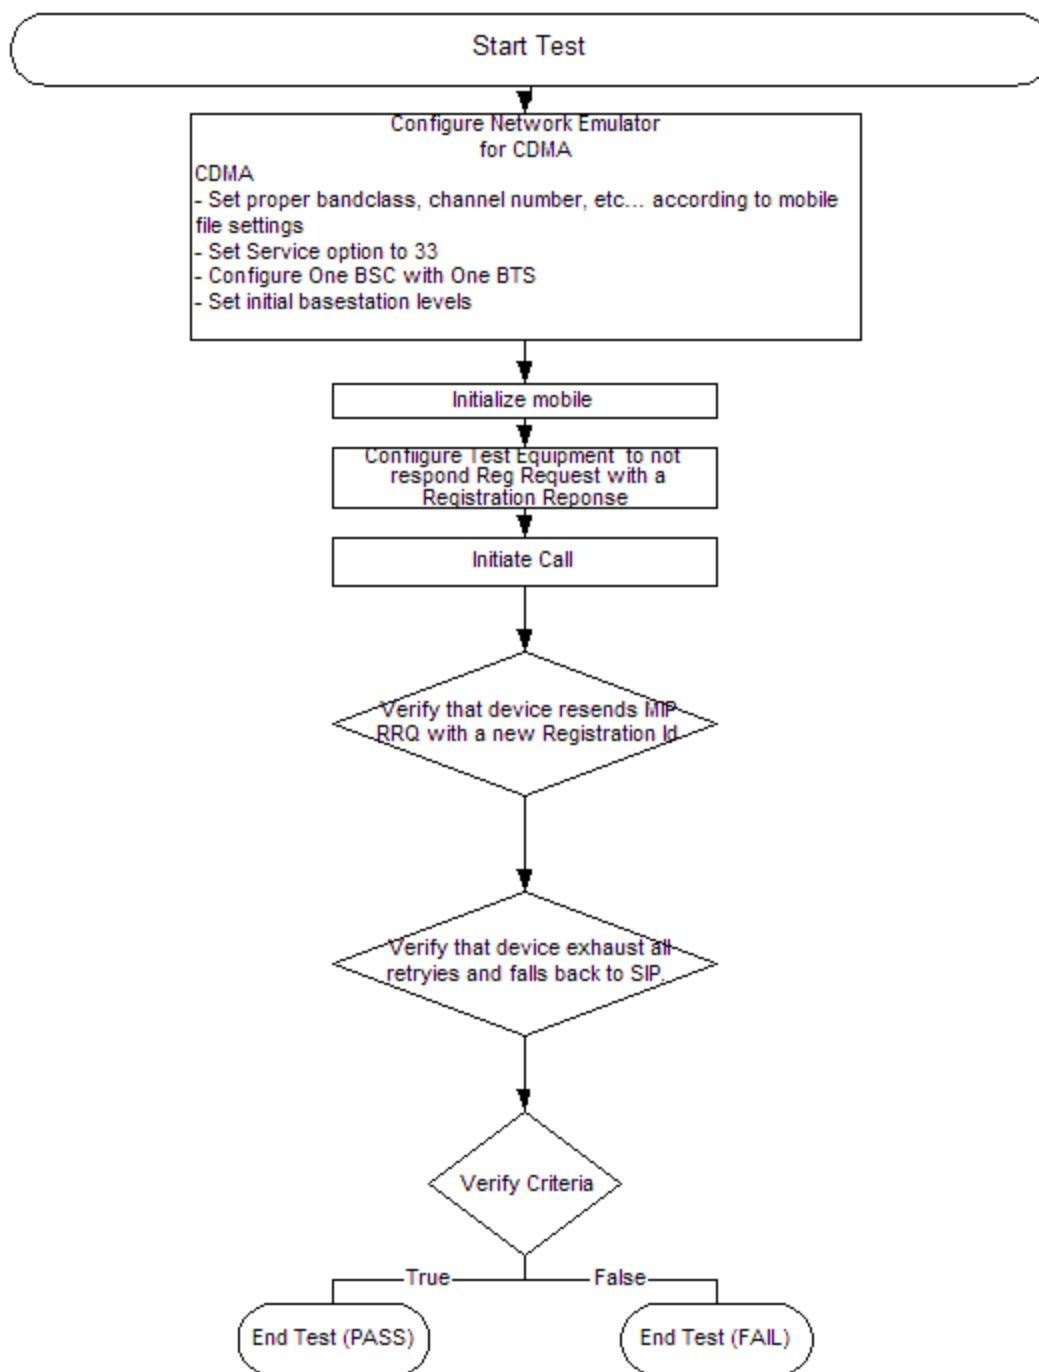 Start Test
Configure Network Emulator
for CDMA
CDMA
- Set proper bandclass, channel number, etc... according to mobile
file settings
- Set Service option to 33
- Configure One BSC with One BTS
- Set initial basestation levels
Initialize mobile
Confiigure Test Equipment to not
respond Reg Request with a
Registration Reponse
Initiate Call
Verify that device resends MIP
RRQ with a new Registration Id
Verify that device exhaust all
retryies and falls back to SIP.
Verify Criteria
True
False
End Test (PASS)
End Test (FAIL)